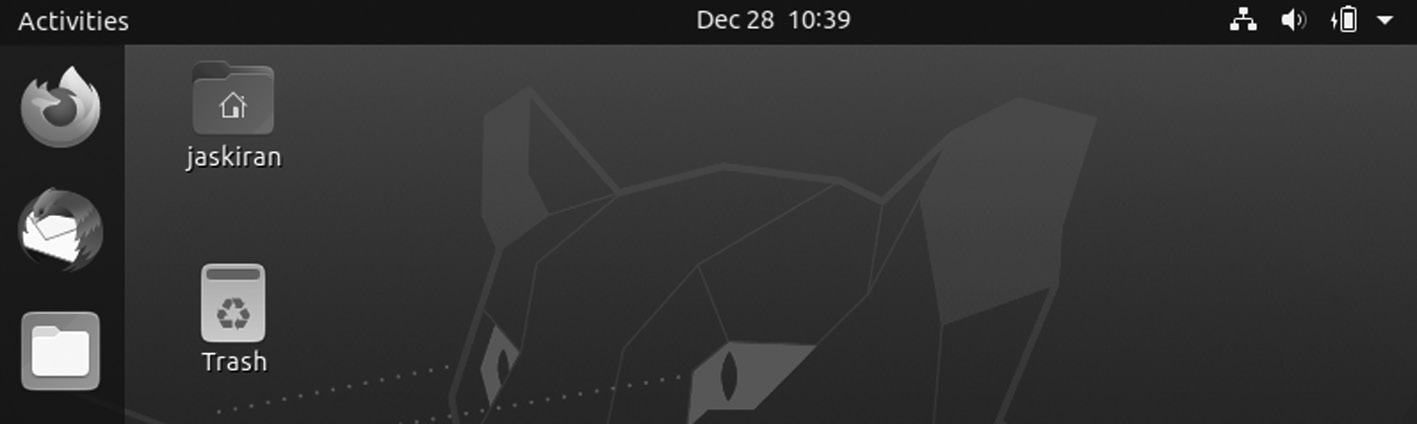 Activities
Dec 28 10:39
jaskiran
Trash